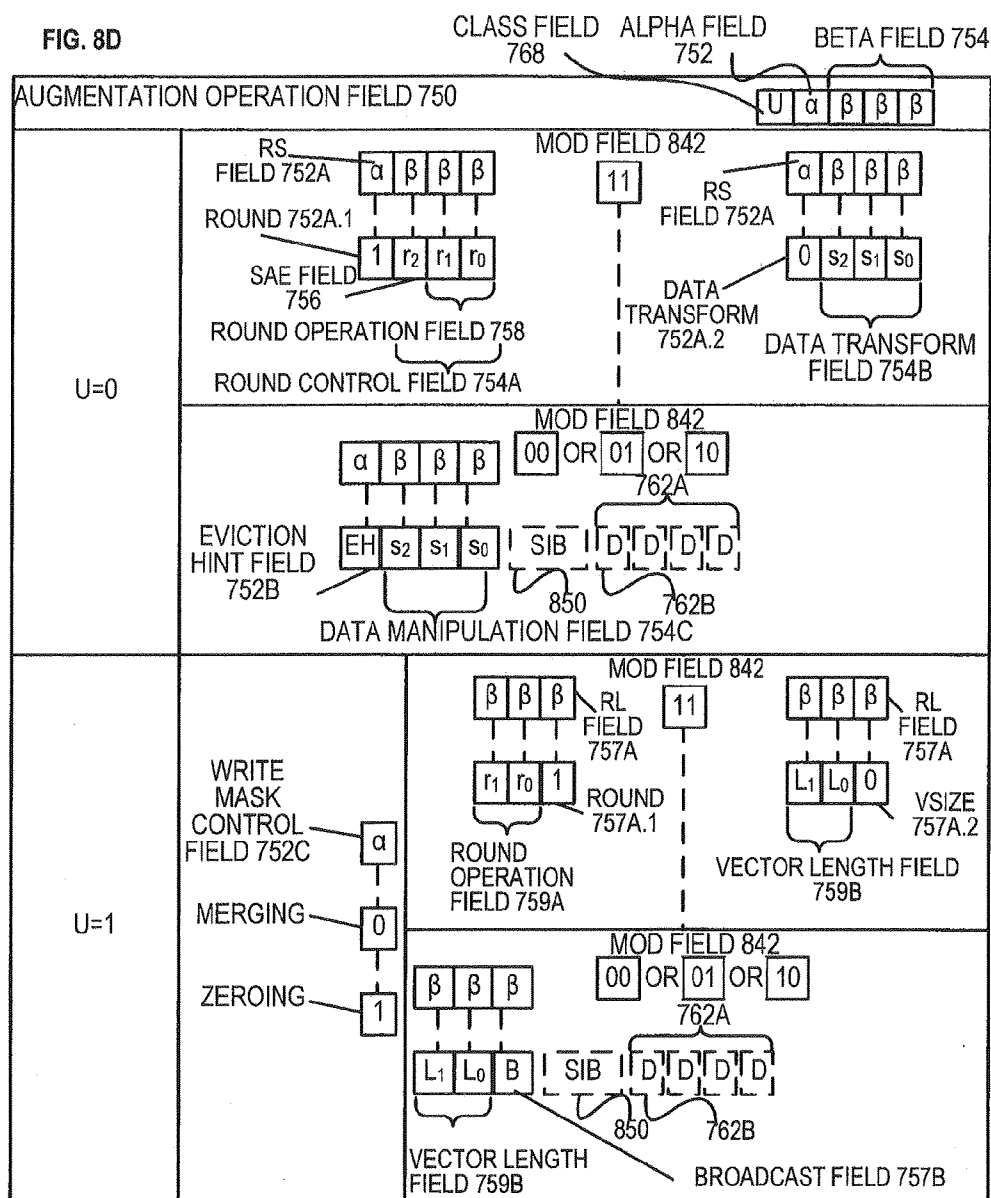 FIG. 8D
CLASS FIELD
768
ALPHA FIELD
752
BETA FIELD 754
AUGMENTATION OPERATION FIELD 750
U α β β β
U=0
RS
FIELD 752A
α β β β
MOD FIELD 842
11
α β β β
RS
FIELD 752A
ROUND 752A.1
1 r2 r1 r0
0 s2 s1 s0
SAE FIELD
756
DATA
TRANSFORM
752A.2
ROUND OPERATION FIELD 758
ROUND CONTROL FIELD 754A
DATA TRANSFORM
FIELD 754B
MOD FIELD 842
00 OR 01 OR 10
α β β β
762A
EVICTION
HINT FIELD
752B
EH s2 s1 s0
SIB
D D D D
850
762B
DATA MANIPULATION FIELD 754C
U=1
WRITE
MASK
CONTROL
FIELD 752C
α
MERGING
0
ZEROING
1
MOD FIELD 842
11
β β β
RL
FIELD
757A
β β β
RL
FIELD
757A
r1 r0 1
ROUND
757A.1
L1 L0 0
VSIZE
757A.2
ROUND
OPERATION
FIELD 759A
VECTOR LENGTH FIELD
759B
MOD FIELD 842
00 OR 01 OR 10
β β β
762A
L1 L0 B
SIB
D D D D
850
762B
VECTOR LENGTH
FIELD 759B
BROADCAST FIELD 757B